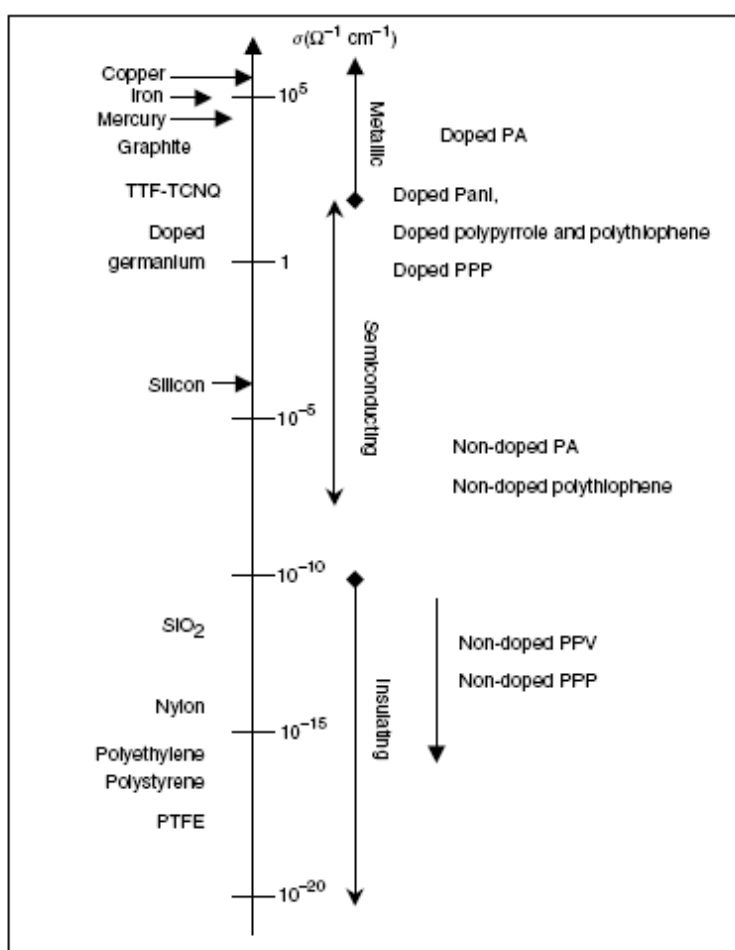 σ(Ω⁻¹ cm⁻¹)
Copper
Iron
10⁵
Mercury
Graphite
Metallic
Doped PA
TTF-TCNQ
Doped PanI,
Doped
germanium
Doped polypyrrole and polythiophene
1
Doped PPP
Silicon
Semiconducting
10⁻⁵
Non-doped PA
Non-doped polythiophene
10⁻¹⁰
SiO₂
Non-doped PPV
Non-doped PPP
Nylon
Insulating
10⁻¹⁵
Polyethylene
Polystyrene
PTFE
10⁻²⁰